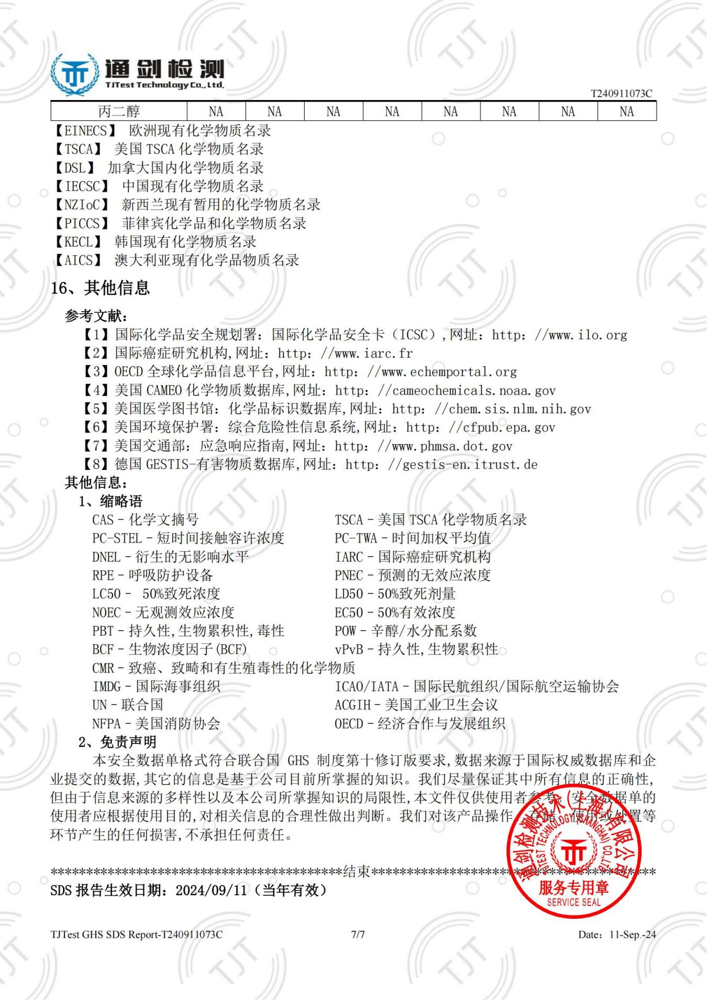 通剑检测
TJTest Technology Co., Ltd.
T240911073C
丙二醇 NA NA NA NA NA NA NA NA
【EINECS】 欧洲现有化学物质名录
【TSCA】 美国 TSCA 化学物质名录
【DSL】 加拿大国内化学物质名录
【IECSC】 中国现有化学物质名录
【NZIoC】 新西兰现有暂用的化学物质名录
【PICCS】 菲律宾化学品和化学物质名录
【KECL】 韩国现有化学物质名录
【AICS】 澳大利亚现有化学品物质名录
16、其他信息
参考文献：
【1】国际化学品安全规划署：国际化学品安全卡（ICSC）,网址：http：//www.ilo.org
【2】国际癌症研究机构,网址：http：//www.iarc.fr
【3】OECD 全球化学品信息平台,网址：http：//www.echemportal.org
【4】美国 CAMEO 化学物质数据库,网址：http：//cameochemicals.noaa.gov
【5】美国医学图书馆：化学品标识数据库,网址：http：//chem.sis.nlm.nih.gov
【6】美国环境保护署：综合危险性信息系统,网址：http：//cfpub.epa.gov
【7】美国交通部：应急响应指南,网址：http：//www.phmsa.dot.gov
【8】德国 GESTIS-有害物质数据库,网址：http：//gestis-en.itrust.de
其他信息：
1、缩略语
CAS – 化学文摘号 TSCA – 美国 TSCA 化学物质名录
PC-STEL – 短时间接触容许浓度 PC-TWA – 时间加权平均值
DNEL – 衍生的无影响水平 IARC – 国际癌症研究机构
RPE – 呼吸防护设备 PNEC – 预测的无效应浓度
LC50 – 50%致死浓度 LD50 – 50%致死剂量
NOEC – 无观测效应浓度 EC50 – 50%有效浓度
PBT – 持久性,生物累积性,毒性 POW – 辛醇/水分配系数
BCF – 生物浓度因子(BCF) vPvB – 持久性,生物累积性
CMR – 致癌、致畸和有生殖毒性的化学物质
IMDG – 国际海事组织 ICAO/IATA – 国际民航组织/国际航空运输协会
UN – 联合国 ACGIH – 美国工业卫生会议
NFPA – 美国消防协会 OECD – 经济合作与发展组织
2、免责声明
本安全数据单格式符合联合国 GHS 制度第十修订版要求,数据来源于国际权威数据库和企
业提交的数据,其它的信息是基于公司目前所掌握的知识。我们尽量保证其中所有信息的正确性,
但由于信息来源的多样性以及本公司所掌握知识的局限性,本文件仅供使用者参考。安全数据单的
使用者应根据使用目的,对相关信息的合理性做出判断。我们对该产品操作、存储、使用或处置等
环节产生的任何损害,不承担任何责任。
*****************************************结束****************************************
SDS 报告生效日期：2024/09/11（当年有效）
通剑检测技术(上海)有限公司
TJTEST TECHNOLOGY (SHANGHAI) CO.,LTD
服务专用章
SERVICE SEAL
TJTest GHS SDS Report-T240911073C 7/7 Date：11-Sep.-24